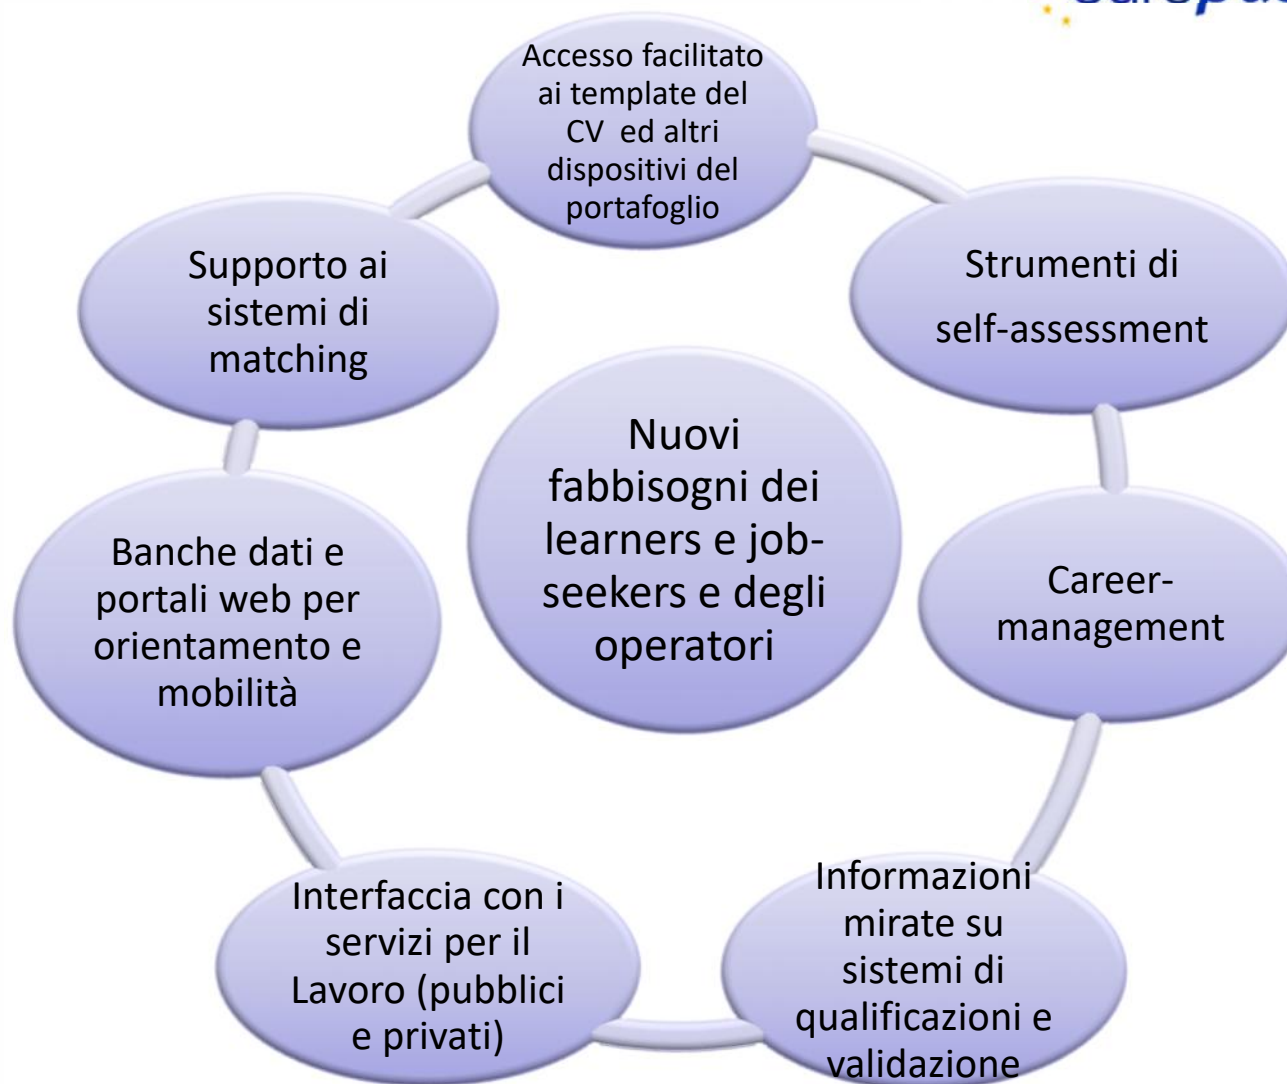 Accesso facilitato
ai template del
CV ed altri
dispositivi del
portafoglio
Strumenti di
self-assessment
Career-
management
Informazioni
mirate su
sistemi di
qualificazioni e
validazione
Interfaccia con i
servizi per il
Lavoro (pubblici
e privati)
Banche dati e
portali web per
orientamento e
mobilità
Supporto ai
sistemi di
matching
Nuovi
fabbisogni dei
learners e job-
seekers e degli
operatori